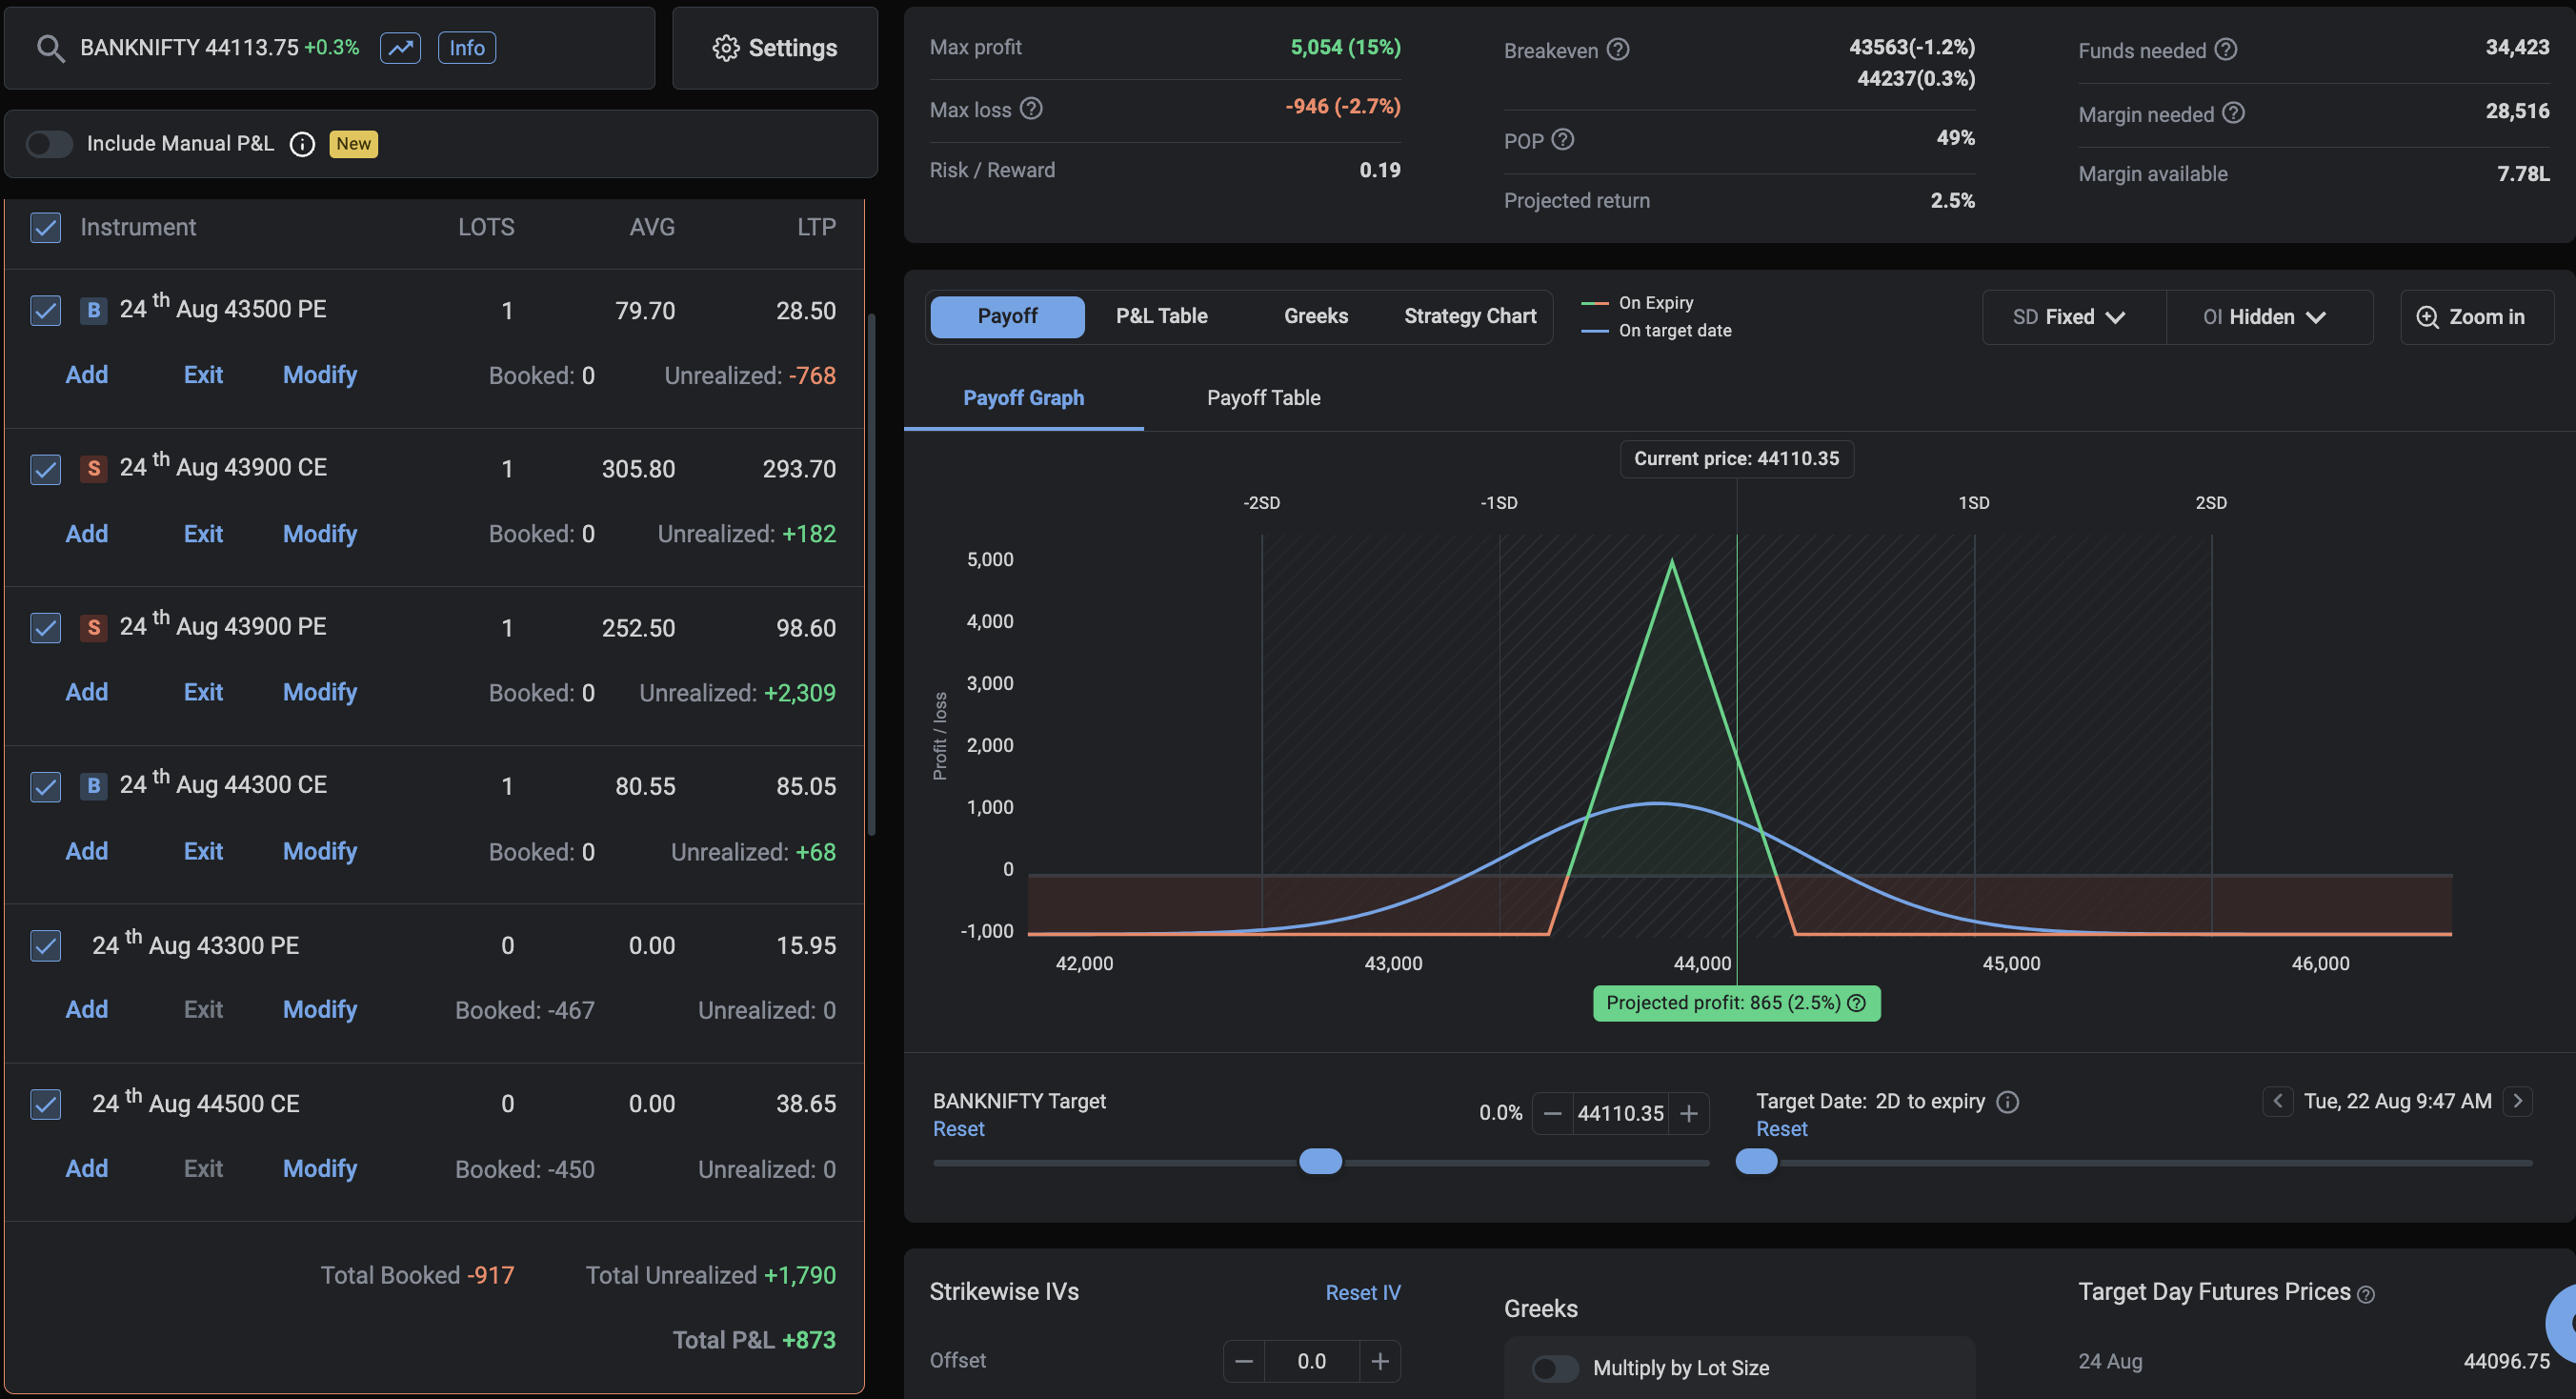 BANKNIFTY 44113.75 +0.3% Info
Settings
Include Manual P&L New
Instrument LOTS AVG LTP
B 24 th Aug 43500 PE 1 79.70 28.50
Add Exit Modify Booked: 0 Unrealized: -768
S 24 th Aug 43900 CE 1 305.80 293.70
Add Exit Modify Booked: 0 Unrealized: +182
S 24 th Aug 43900 PE 1 252.50 98.60
Add Exit Modify Booked: 0 Unrealized: +2,309
B 24 th Aug 44300 CE 1 80.55 85.05
Add Exit Modify Booked: 0 Unrealized: +68
24 th Aug 43300 PE 0 0.00 15.95
Add Exit Modify Booked: -467 Unrealized: 0
24 th Aug 44500 CE 0 0.00 38.65
Add Exit Modify Booked: -450 Unrealized: 0
Total Booked -917 Total Unrealized +1,790
Total P&L +873
Max profit 5,054 (15%)
Max loss -946 (-2.7%)
Risk / Reward 0.19
Breakeven 43563(-1.2%)
44237(0.3%)
POP 49%
Projected return 2.5%
Funds needed 34,423
Margin needed 28,516
Margin available 7.78L
Payoff P&L Table Greeks Strategy Chart
On Expiry
On target date
SD Fixed OI Hidden Zoom in
Payoff Graph Payoff Table
Current price: 44110.35
-2SD -1SD 1SD 2SD
Profit / loss
5,000
4,000
3,000
2,000
1,000
0
-1,000
42,000 43,000 44,000 45,000 46,000
Projected profit: 865 (2.5%)
BANKNIFTY Target
Reset
0.0% 44110.35
Target Date: 2D to expiry
Reset
Tue, 22 Aug 9:47 AM
Strikewise IVs Reset IV
Offset 0.0
Greeks
Multiply by Lot Size
Target Day Futures Prices
24 Aug 44096.75